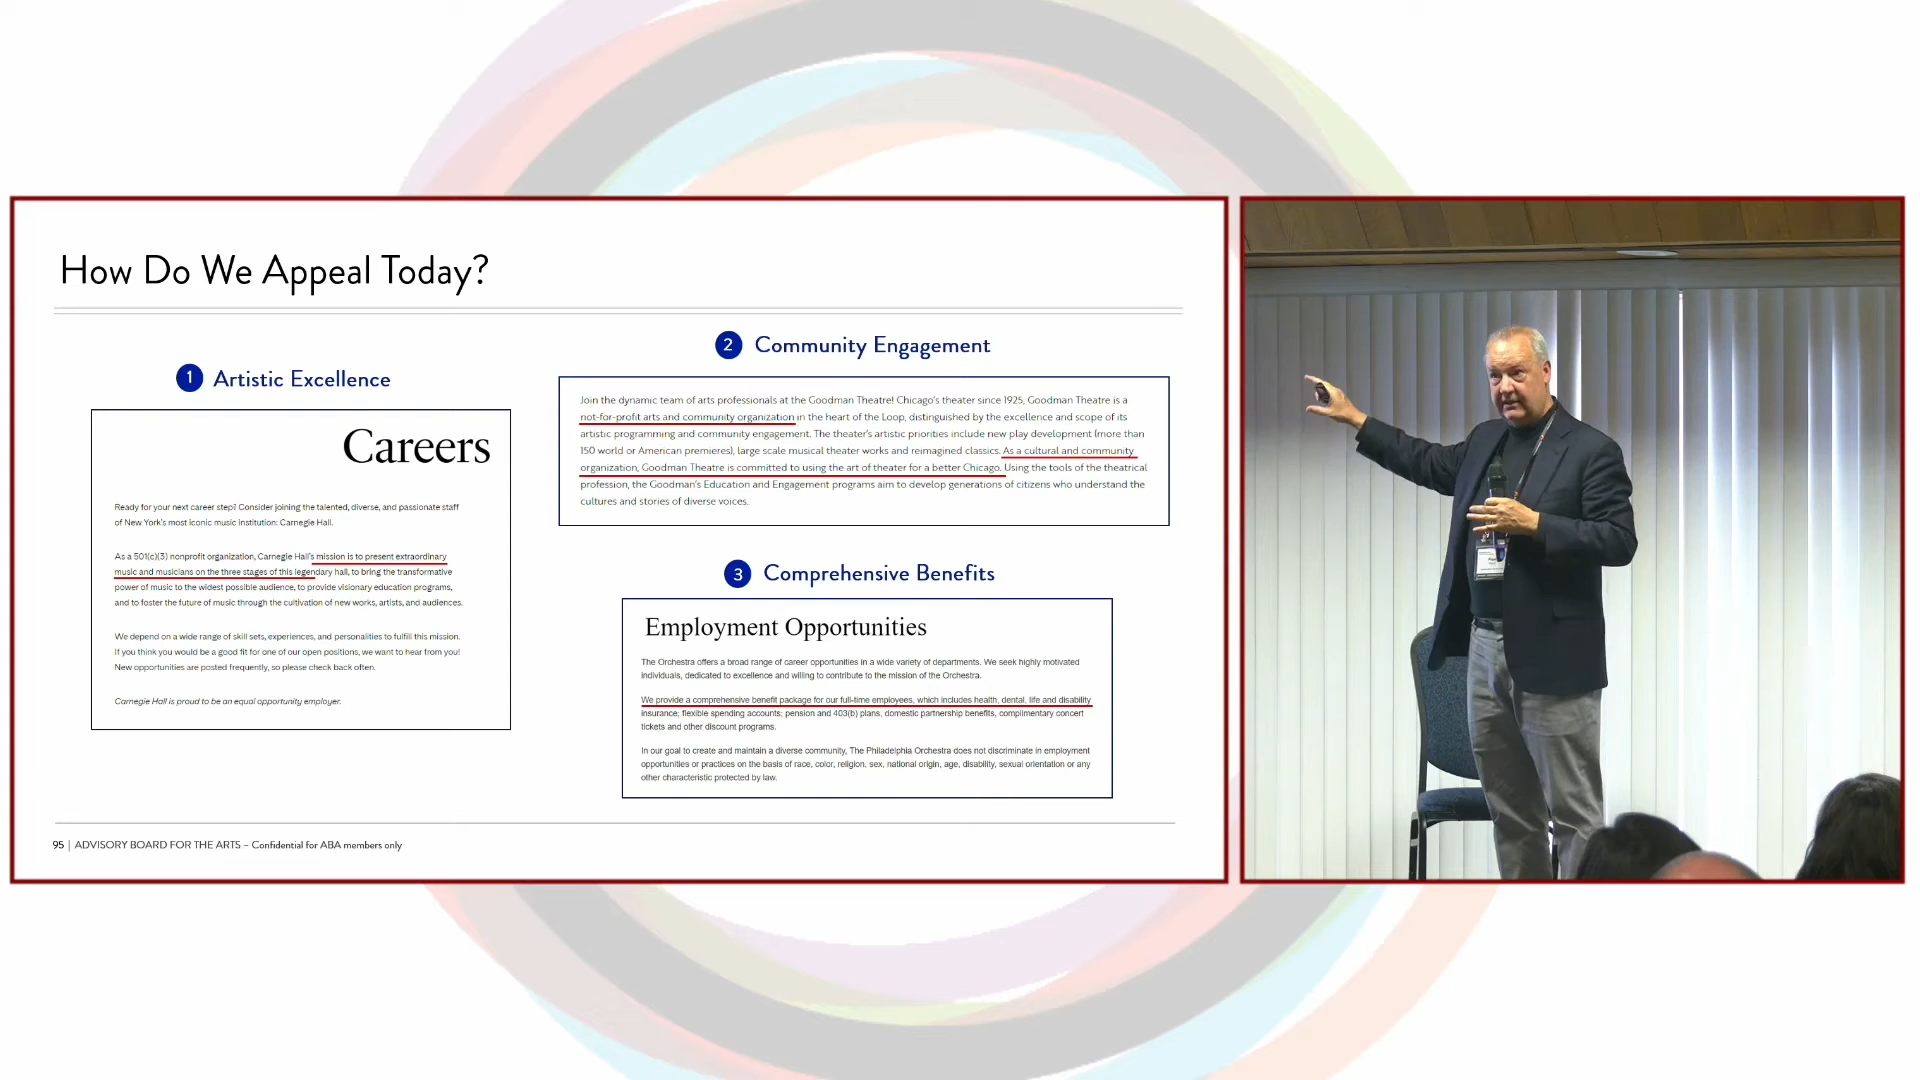 How Do We Appeal Today?
1 Artistic Excellence
Careers
Ready for your next career step? Consider joining the talented, diverse, and passionate staff
of New York's most iconic music institution: Carnegie Hall.
As a 501(c)(3) nonprofit organization, Carnegie Hall's mission is to present extraordinary
music and musicians on the three stages of this legendary hall, to bring the transformative
power of music to the widest possible audience, to provide visionary education programs,
and to foster the future of music through the cultivation of new works, artists, and audiences.
We depend on a wide range of skill sets, experiences, and personalities to fulfill this mission.
If you think you would be a good fit for one of our open positions, we want to hear from you!
New opportunities are posted frequently, so please check back often.
Carnegie Hall is proud to be an equal opportunity employer.
2 Community Engagement
Join the dynamic team of arts professionals at the Goodman Theatre! Chicago's theater since 1925, Goodman Theatre is a
not-for-profit arts and community organization in the heart of the Loop, distinguished by the excellence and scope of its
artistic programming and community engagement. The theater's artistic priorities include new play development (more than
150 world or American premieres), large scale musical theater works and reimagined classics. As a cultural and community
organization, Goodman Theatre is committed to using the art of theater for a better Chicago. Using the tools of the theatrical
profession, the Goodman's Education and Engagement programs aim to develop generations of citizens who understand the
cultures and stories of diverse voices.
3 Comprehensive Benefits
Employment Opportunities
The Orchestra offers a broad range of career opportunities in a wide variety of departments. We seek highly motivated
individuals, dedicated to excellence and willing to contribute to the mission of the Orchestra.
We provide a comprehensive benefit package for our full-time employees, which includes health, dental, life and disability
insurance; flexible spending accounts; pension and 403(b) plans, domestic partnership benefits, complimentary concert
tickets and other discount programs.
In our goal to create and maintain a diverse community, The Philadelphia Orchestra does not discriminate in employment
opportunities or practices on the basis of race, color, religion, sex, national origin, age, disability, sexual orientation or any
other characteristic protected by law.
95 | ADVISORY BOARD FOR THE ARTS – Confidential for ABA members only